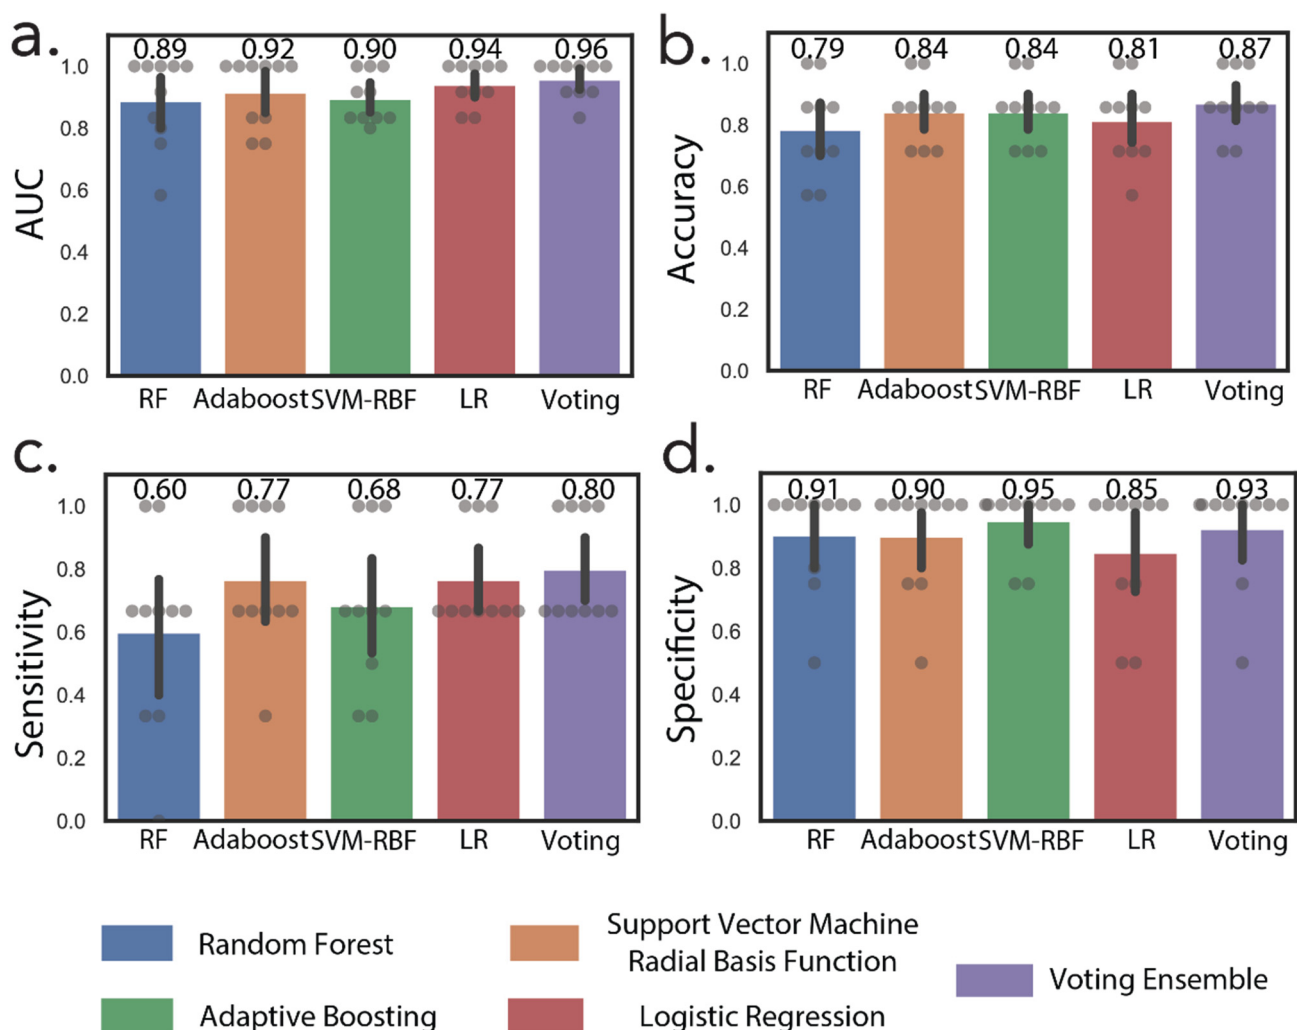 a.
0.89 0.92 0.90 0.94 0.96
1.0
0.8
0.6
0.4
0.2
0.0
AUC
RF Adaboost SVM-RBF LR Voting
b.
0.79 0.84 0.84 0.81 0.87
1.0
0.8
0.6
0.4
0.2
0.0
Accuracy
RF Adaboost SVM-RBF LR Voting
c.
0.60 0.77 0.68 0.77 0.80
1.0
0.8
0.6
0.4
0.2
0.0
Sensitivity
RF Adaboost SVM-RBF LR Voting
d.
0.91 0.90 0.95 0.85 0.93
1.0
0.8
0.6
0.4
0.2
0.0
Specificity
RF Adaboost SVM-RBF LR Voting
Random Forest
Support Vector Machine
Radial Basis Function
Voting Ensemble
Adaptive Boosting
Logistic Regression